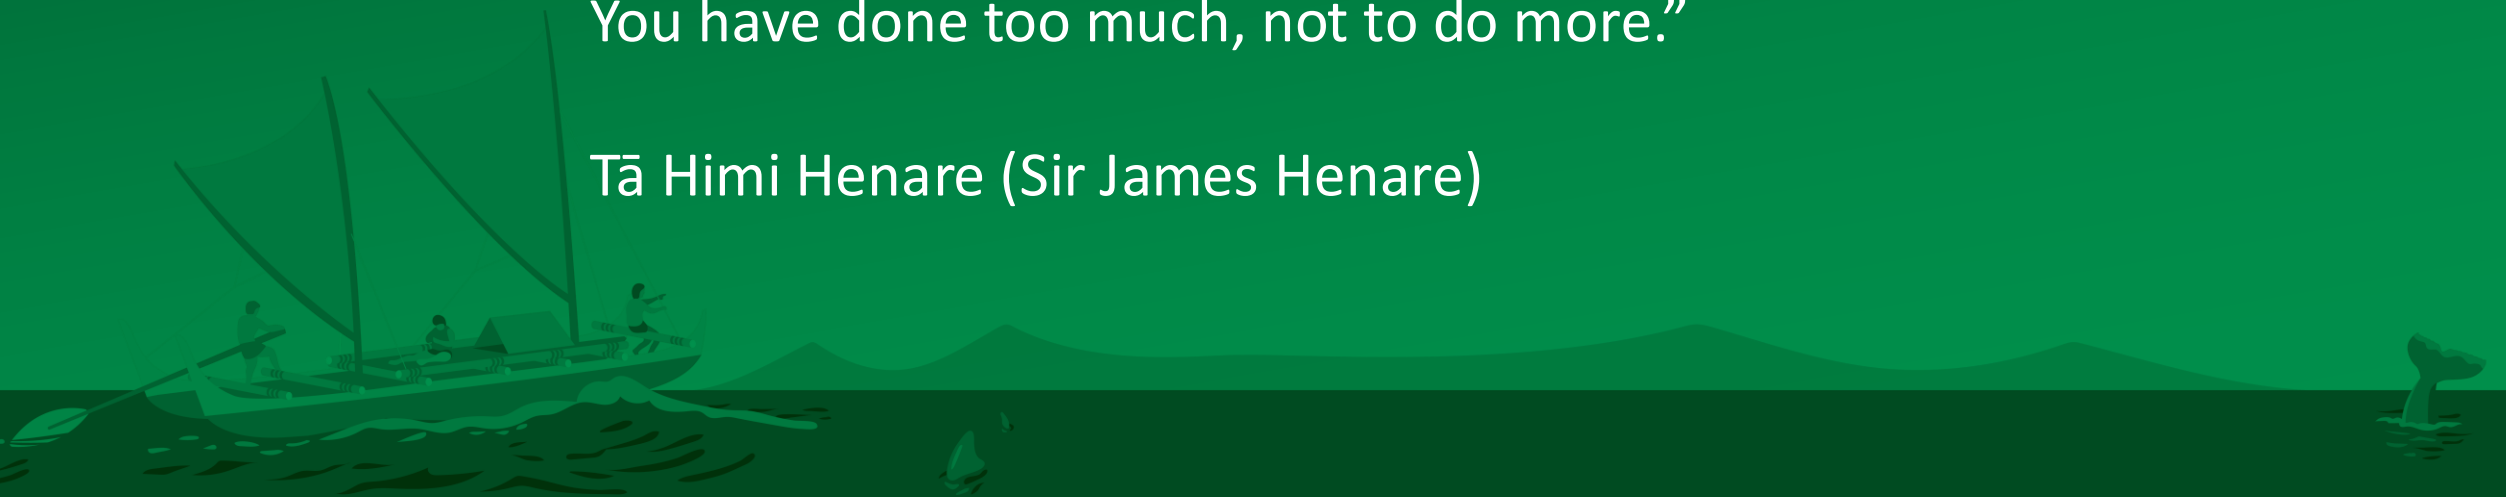 You have done too much, not to do more.”
Tā Himi Henare (Sir James Henare)